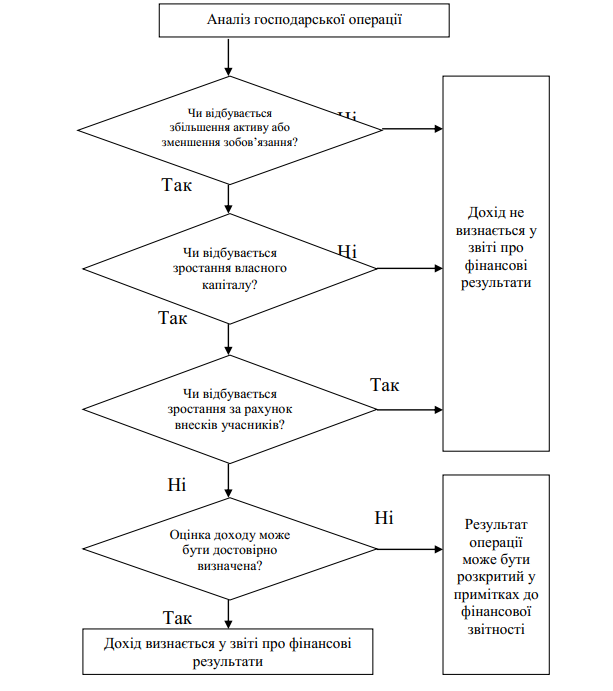 Аналіз господарської операції
Чи відбувається
збільшення активу або
зменшення зобов’язання?
Ні
Так
Чи відбувається
зростання власного
капіталу?
Ні
Так
Дохід не
визнається у
звіті про
фінансові
результати
Чи відбувається
зростання за рахунок
внесків учасників?
Так
Ні
Оцінка доходу може
бути достовірно
визначена?
Ні
Так
Результат
операції
може бути
розкритий у
примітках до
фінансової
звітності
Дохід визнається у звіті про фінансові
результати